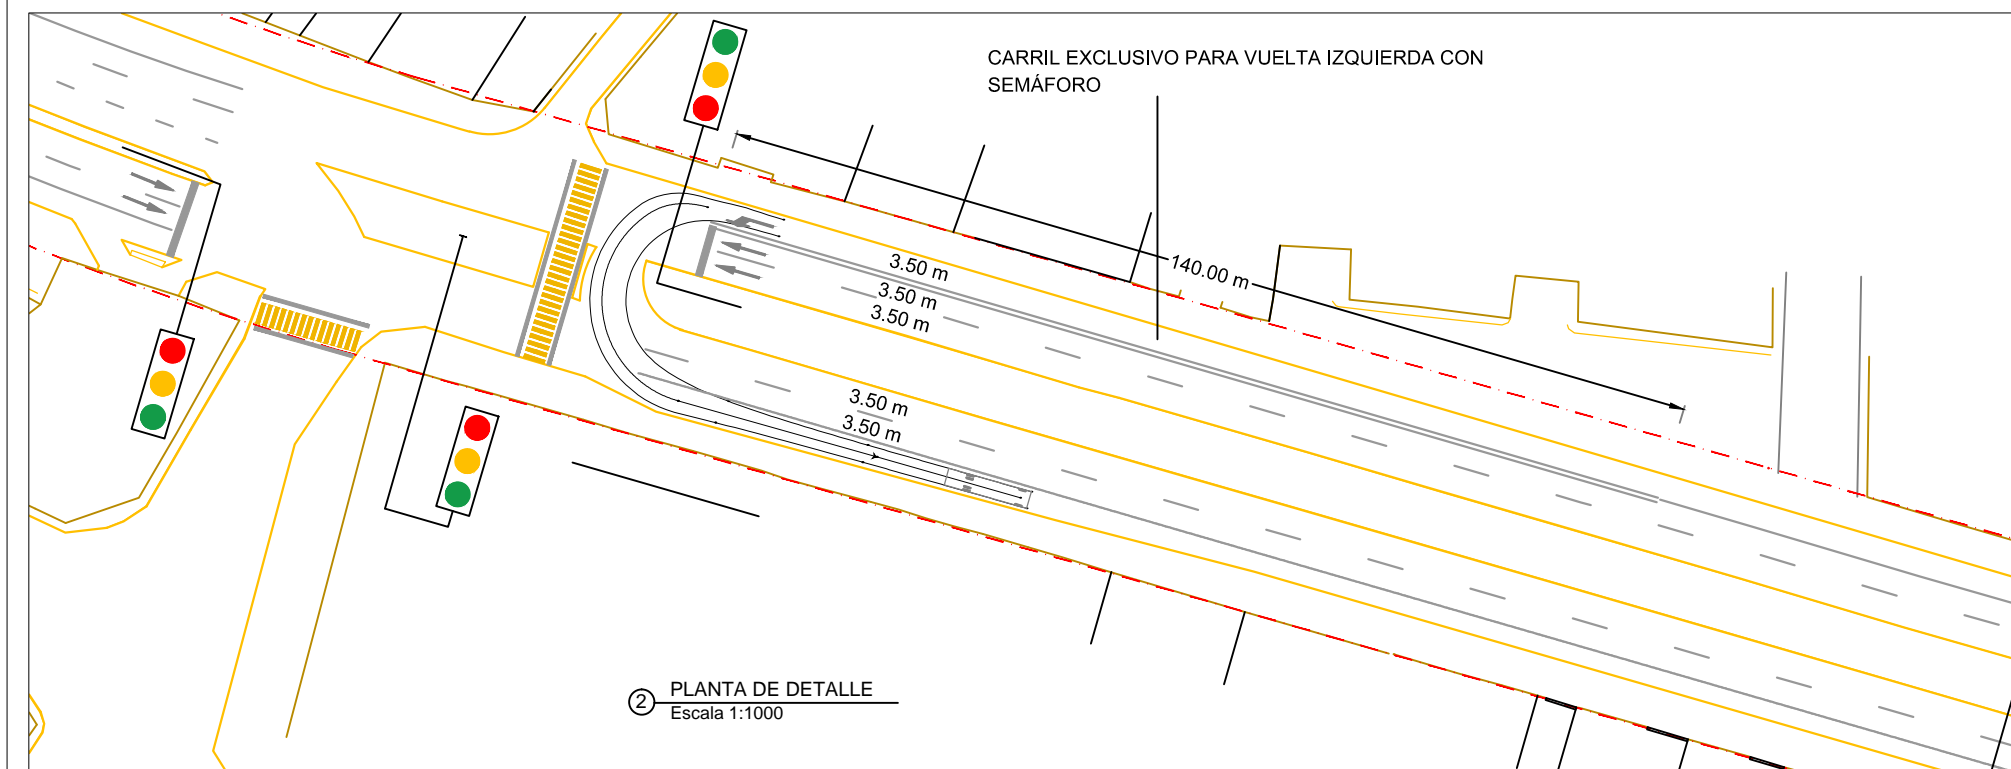 CARRIL EXCLUSIVO PARA VUELTA IZQUIERDA CON
SEMÁFORO
140.00 m
3.50 m
3.50 m
3.50 m
3.50 m
3.50 m
2
PLANTA DE DETALLE
Escala 1:1000